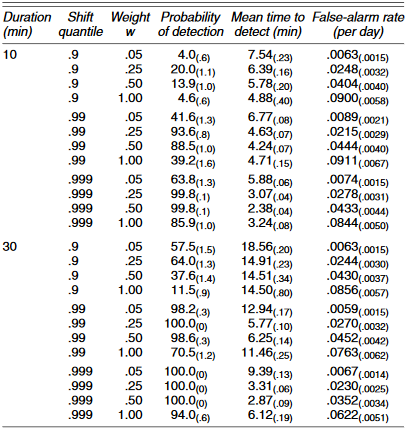 Duration Shift Weight Probability Mean time to False-alarm rate
(min) quantile w of detection detect (min) (per day)
10 .9 .05 4.0(.6) 7.54(.23) .0063(.0015)
.9 .25 20.0(1.1) 6.39(.16) .0248(.0032)
.9 .50 13.9(1.0) 5.78(.20) .0404(.0040)
.9 1.00 4.6(.6) 4.88(.40) .0900(.0058)
.99 .05 41.6(1.3) 6.77(.08) .0089(.0021)
.99 .25 93.6(.8) 4.63(.07) .0215(.0029)
.99 .50 88.5(1.0) 4.24(.07) .0444(.0040)
.99 1.00 39.2(1.6) 4.71(.15) .0911(.0067)
.999 .05 63.8(1.3) 5.88(.06) .0074(.0015)
.999 .25 99.8(.1) 3.07(.04) .0278(.0031)
.999 .50 99.8(.1) 2.38(.04) .0433(.0044)
.999 1.00 85.9(1.0) 3.24(.08) .0844(.0050)
30 .9 .05 57.5(1.5) 18.56(.20) .0063(.0015)
.9 .25 64.0(1.3) 14.91(.23) .0244(.0030)
.9 .50 37.6(1.4) 14.51(.34) .0430(.0037)
.9 1.00 11.5(.9) 14.50(.80) .0856(.0057)
.99 .05 98.2(.3) 12.94(.17) .0059(.0015)
.99 .25 100.0(0) 5.77(.10) .0270(.0032)
.99 .50 98.6(.3) 6.25(.14) .0452(.0042)
.99 1.00 70.5(1.2) 11.46(.25) .0763(.0062)
.999 .05 100.0(0) 9.39(.13) .0067(.0014)
.999 .25 100.0(0) 3.31(.06) .0230(.0025)
.999 .50 100.0(0) 2.87(.09) .0352(.0034)
.999 1.00 94.0(.6) 6.12(.19) .0622(.0051)